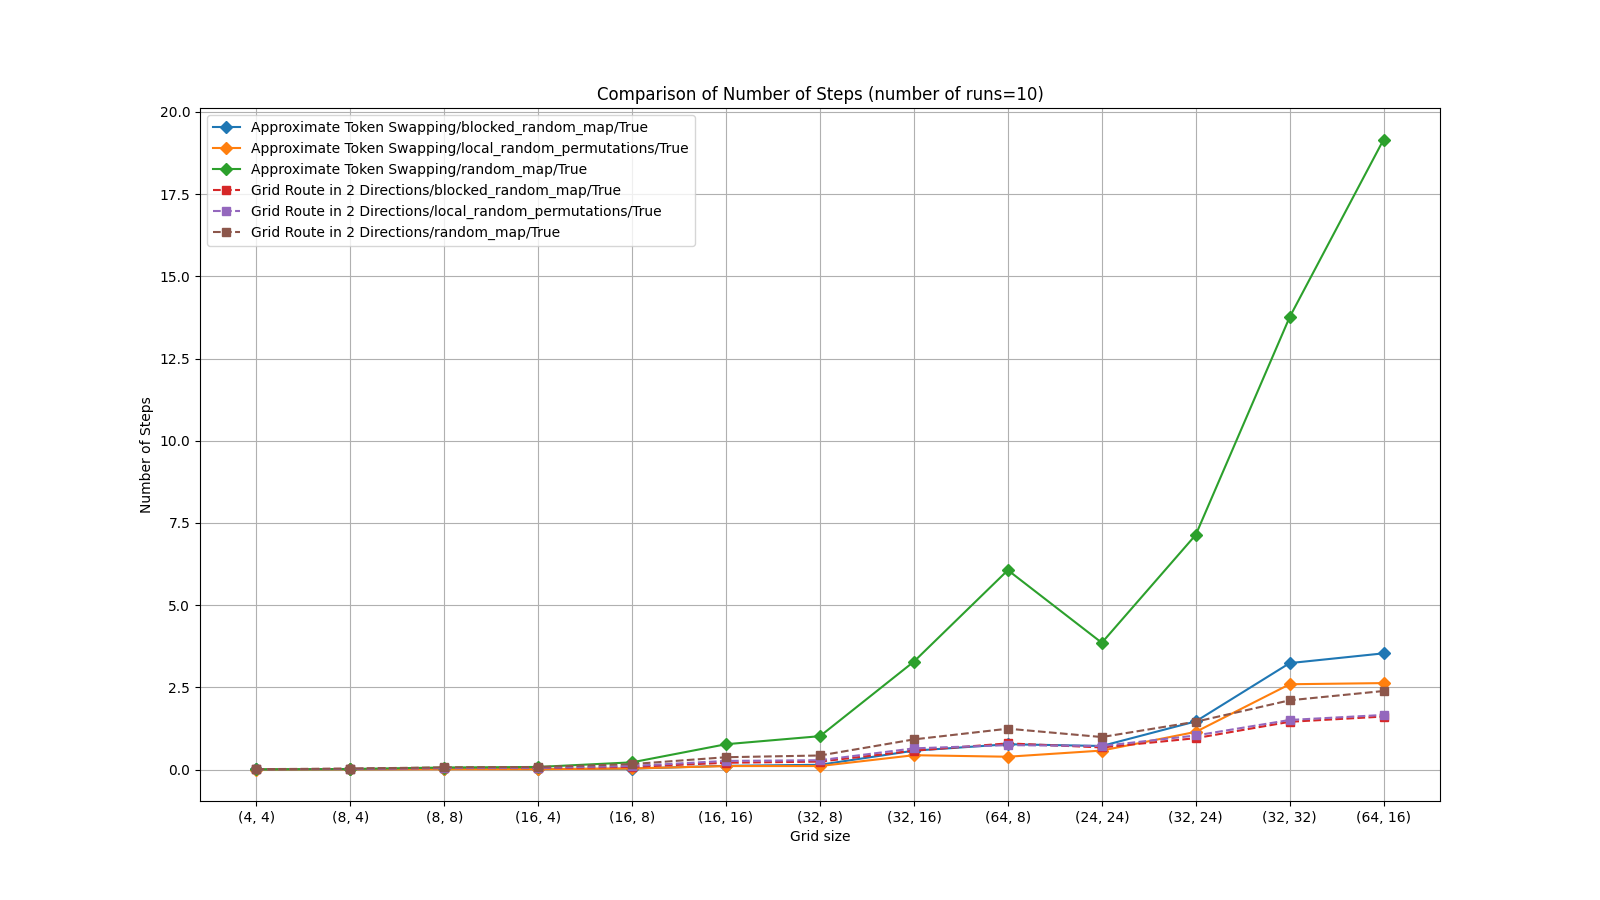 Comparison of Number of Steps (number of runs=10)
20.0
17.5
15.0
12.5
10.0
7.5
5.0
2.5
0.0
Number of Steps
Approximate Token Swapping/blocked_random_map/True
Approximate Token Swapping/local_random_permutations/True
Approximate Token Swapping/random_map/True
Grid Route in 2 Directions/blocked_random_map/True
Grid Route in 2 Directions/local_random_permutations/True
Grid Route in 2 Directions/random_map/True
(4, 4) (8, 4) (8, 8) (16, 4) (16, 8) (16, 16) (32, 8) (32, 16) (64, 8) (24, 24) (32, 24) (32, 32) (64, 16)
Grid size